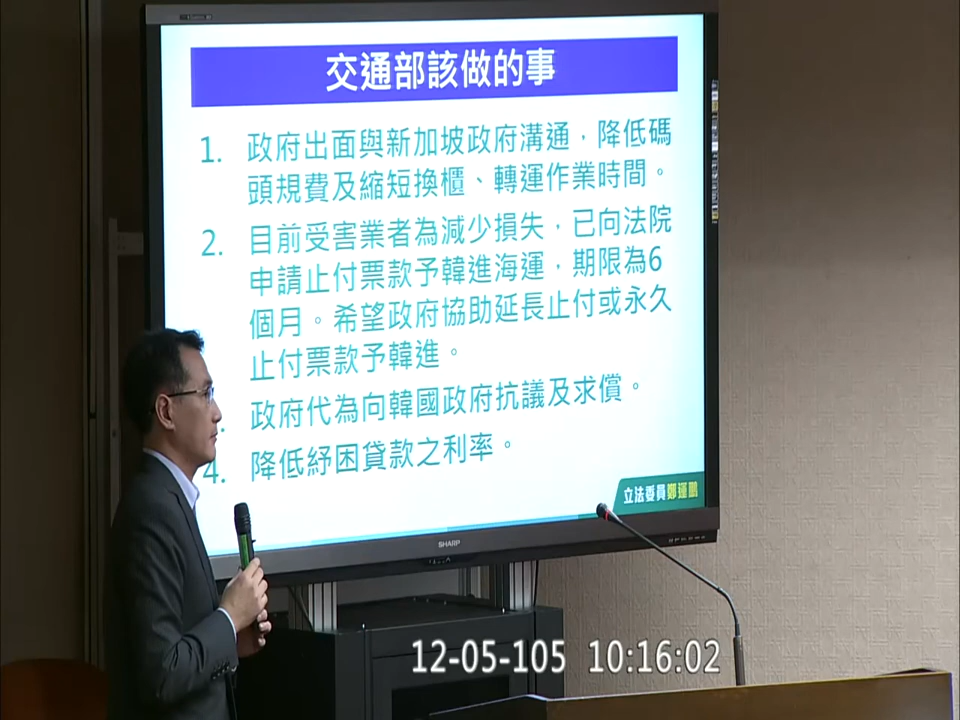 交通部該做的事
1. 政府出面與新加坡政府溝通，降低碼
頭規費及縮短換櫃、轉運作業時間。
2. 目前受害業者為減少損失，已向法院
申請止付票款予韓進海運，期限為6
個月。希望政府協助延長止付或永久
止付票款予韓進。
政府代為向韓國政府抗議及求償。
4. 降低紓困貸款之利率。
立法委員鄭運鵬
SHARP
12-05-105 10:16:02